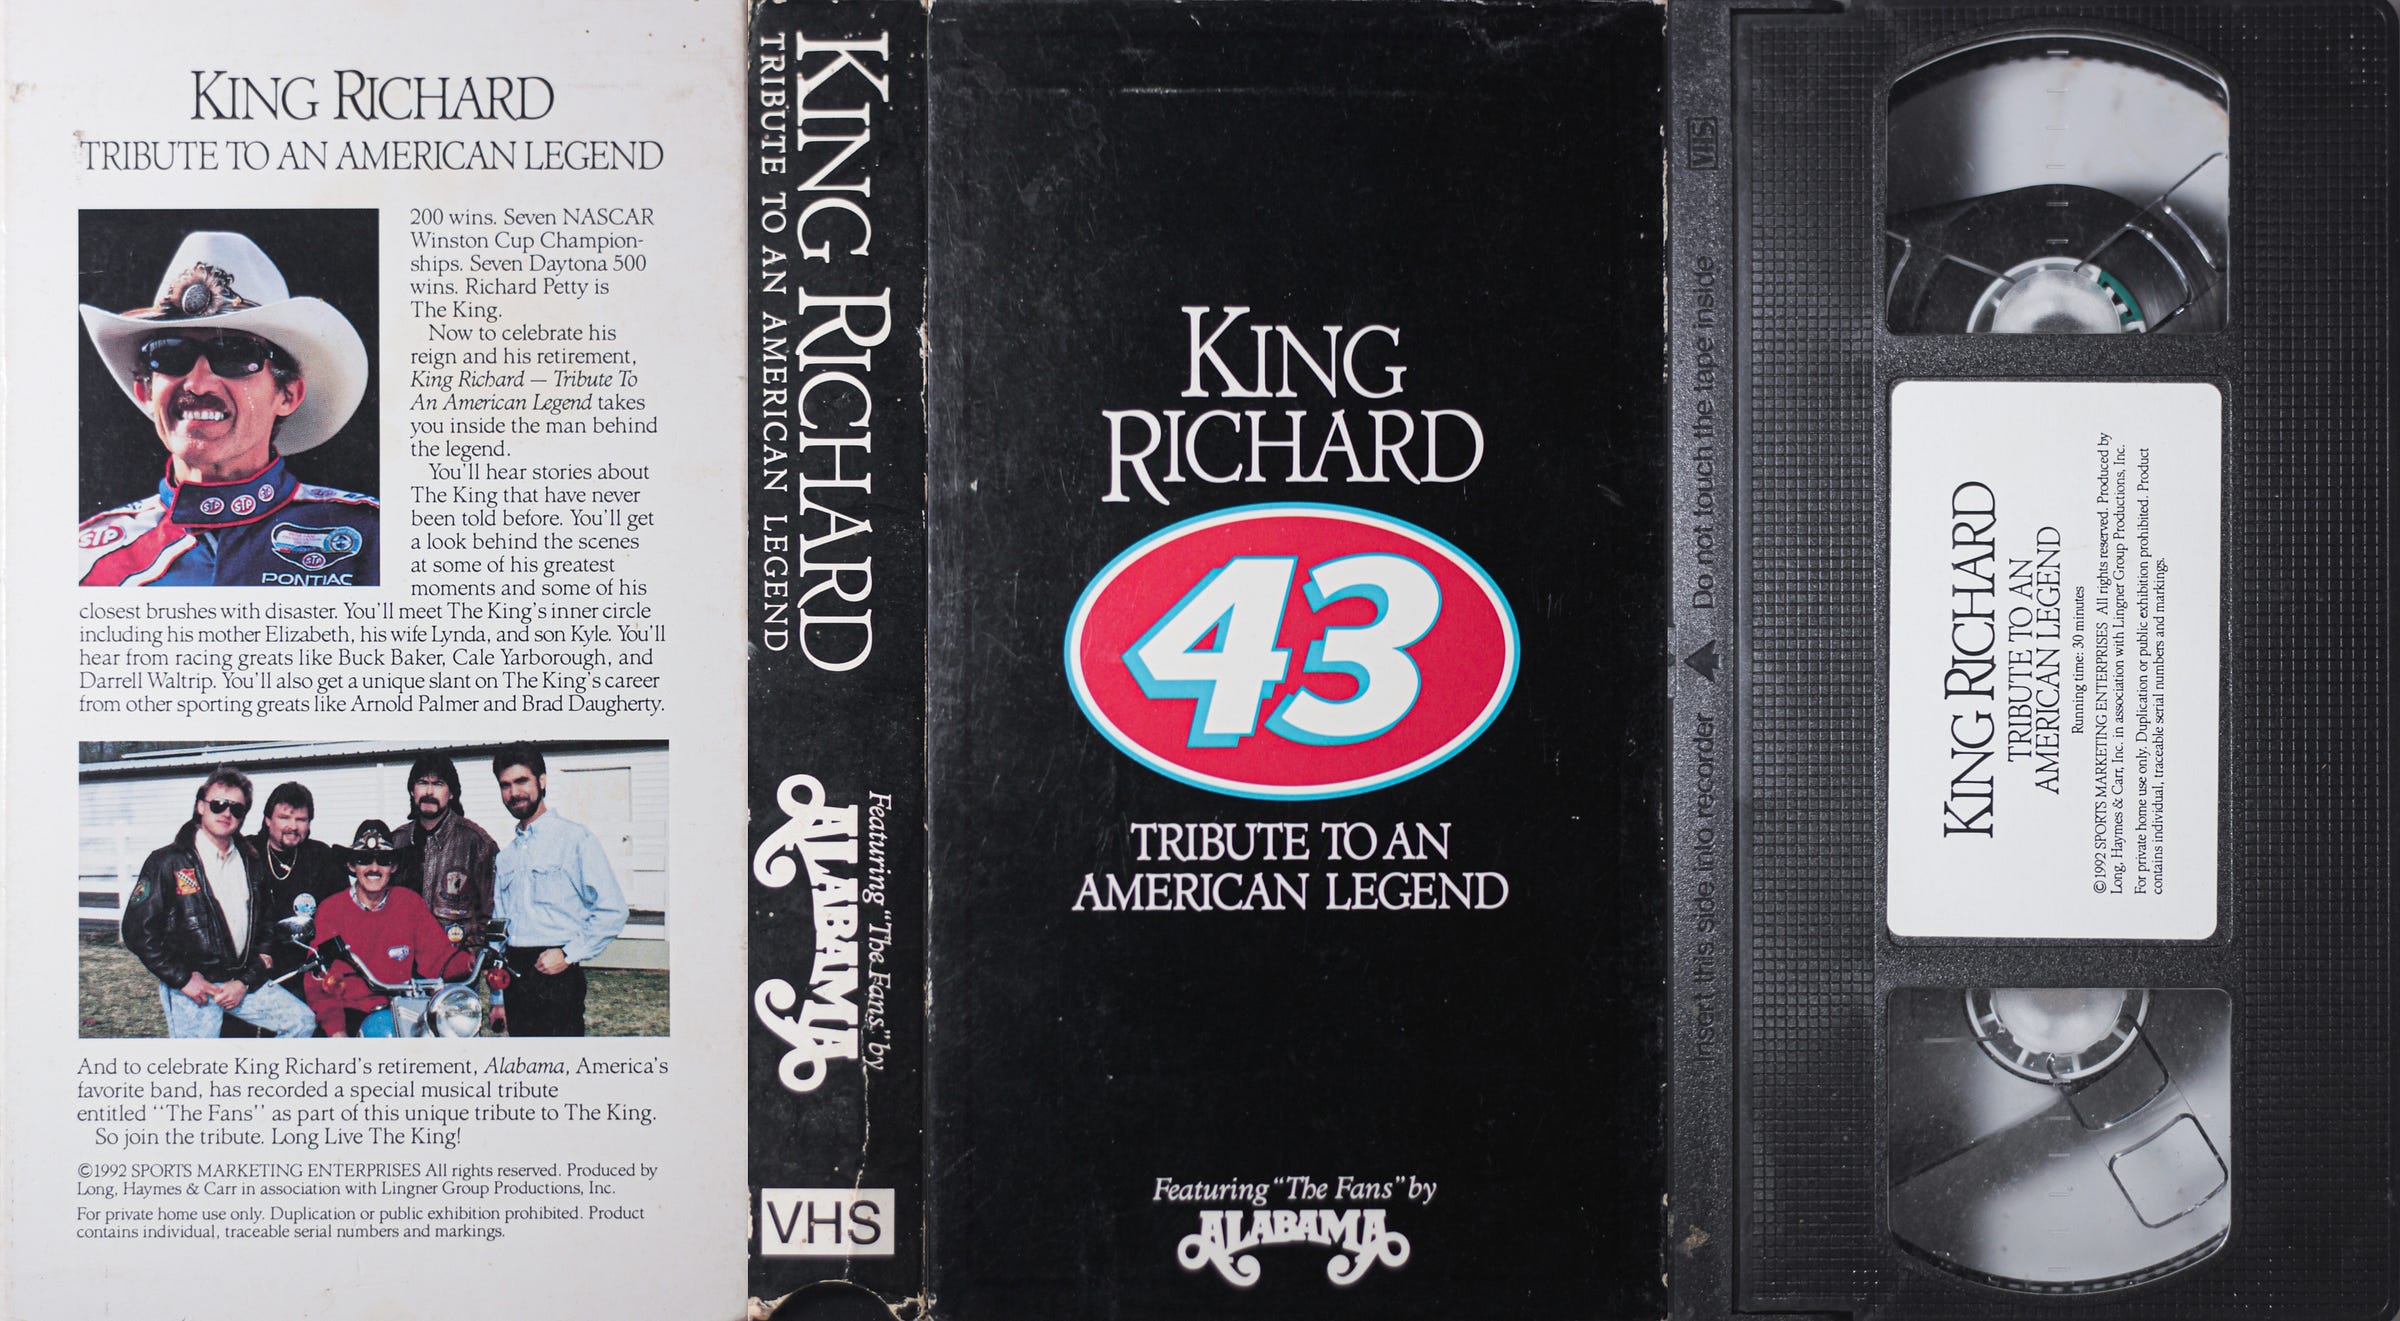 KING RICHARD
TRIBUTE TO AN AMERICAN LEGEND
200 wins. Seven NASCAR
Winston Cup Champion-
ships. Seven Daytona 500
wins. Richard Petty is
The King.
Now to celebrate his
reign and his retirement,
King Richard — Tribute To
An American Legend takes
you inside the man behind
the legend.
You'll hear stories about
The King that have never
been told before. You'll get
a look behind the scenes
at some of his greatest
moments and some of his
closest brushes with disaster. You'll meet The King's inner circle
including his mother Elizabeth, his wife Lynda, and son Kyle. You'll
hear from racing greats like Buck Baker, Cale Yarborough, and
Darrell Waltrip. You'll also get a unique slant on The King's career
from other sporting greats like Arnold Palmer and Brad Daugherty.
STP
STP
STP
STP
PONTIAC
And to celebrate King Richard's retirement, Alabama, America's
favorite band, has recorded a special musical tribute
entitled "The Fans" as part of this unique tribute to The King.
So join the tribute. Long Live The King!
©1992 SPORTS MARKETING ENTERPRISES All rights reserved. Produced by
Long, Haymes & Carr in association with Lingner Group Productions, Inc.
For private home use only. Duplication or public exhibition prohibited. Product
contains individual, traceable serial numbers and markings.
KING RICHARD
TRIBUTE TO AN AMERICAN LEGEND
Featuring "The Fans" by
ALABAMA
VHS
KING
RICHARD
43
TRIBUTE TO AN
AMERICAN LEGEND
Featuring "The Fans" by
ALABAMA
VHS
Do not touch the tape inside
Insert this side into recorder
KING RICHARD
TRIBUTE TO AN
AMERICAN LEGEND
Running time: 30 minutes
©1992 SPORTS MARKETING ENTERPRISES All rights reserved. Produced by
Long, Haymes & Carr, Inc. in association with Lingner Group Productions, Inc.
For private home use only. Duplication or public exhibition prohibited. Product
contains individual, traceable serial numbers and markings.